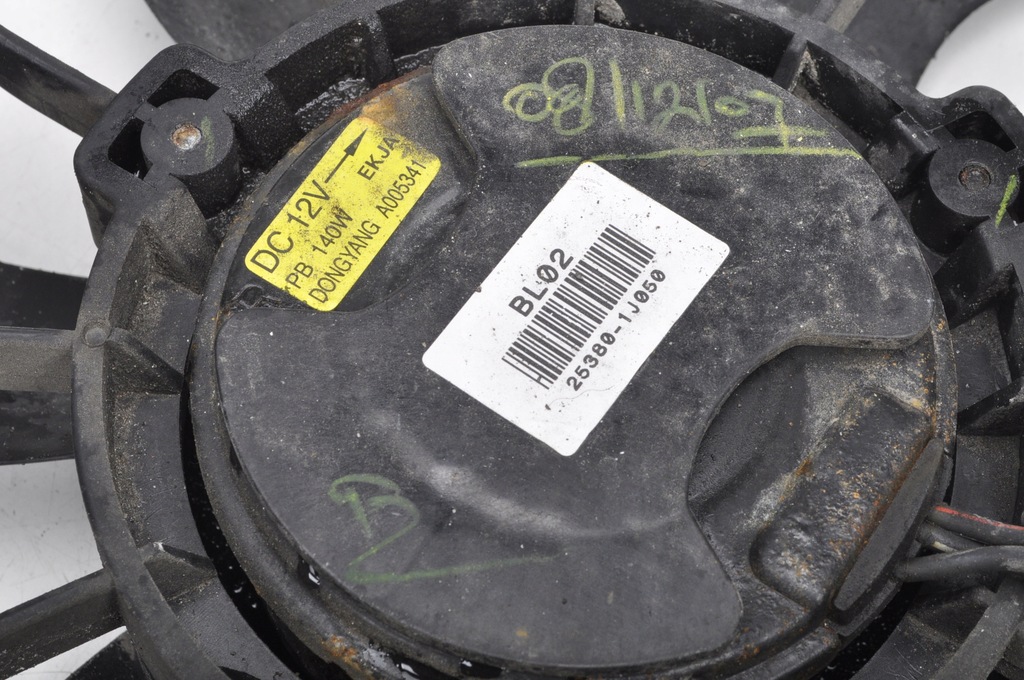 DC 12V
PB 140W EKJA
DONGYANG A005341
BL02
25380-1J050
B